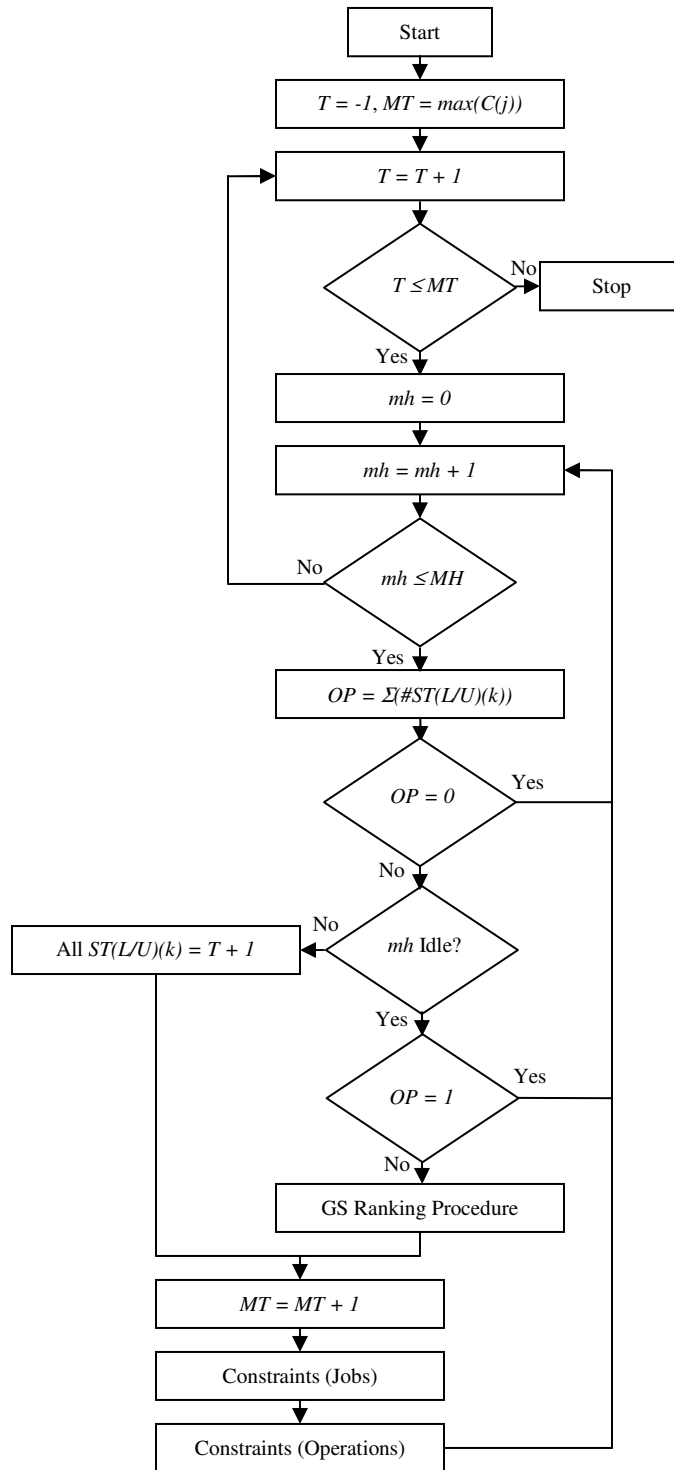 Start
T = -1, MT = max(C(j))
T = T + 1
T ≤ MT
No
Stop
Yes
mh = 0
mh = mh + 1
No
mh ≤ MH
Yes
OP = Σ(#ST(L/U)(k))
OP = 0
Yes
No
No
All ST(L/U)(k) = T + 1
mh Idle?
Yes
OP = 1
Yes
No
GS Ranking Procedure
MT = MT + 1
Constraints (Jobs)
Constraints (Operations)